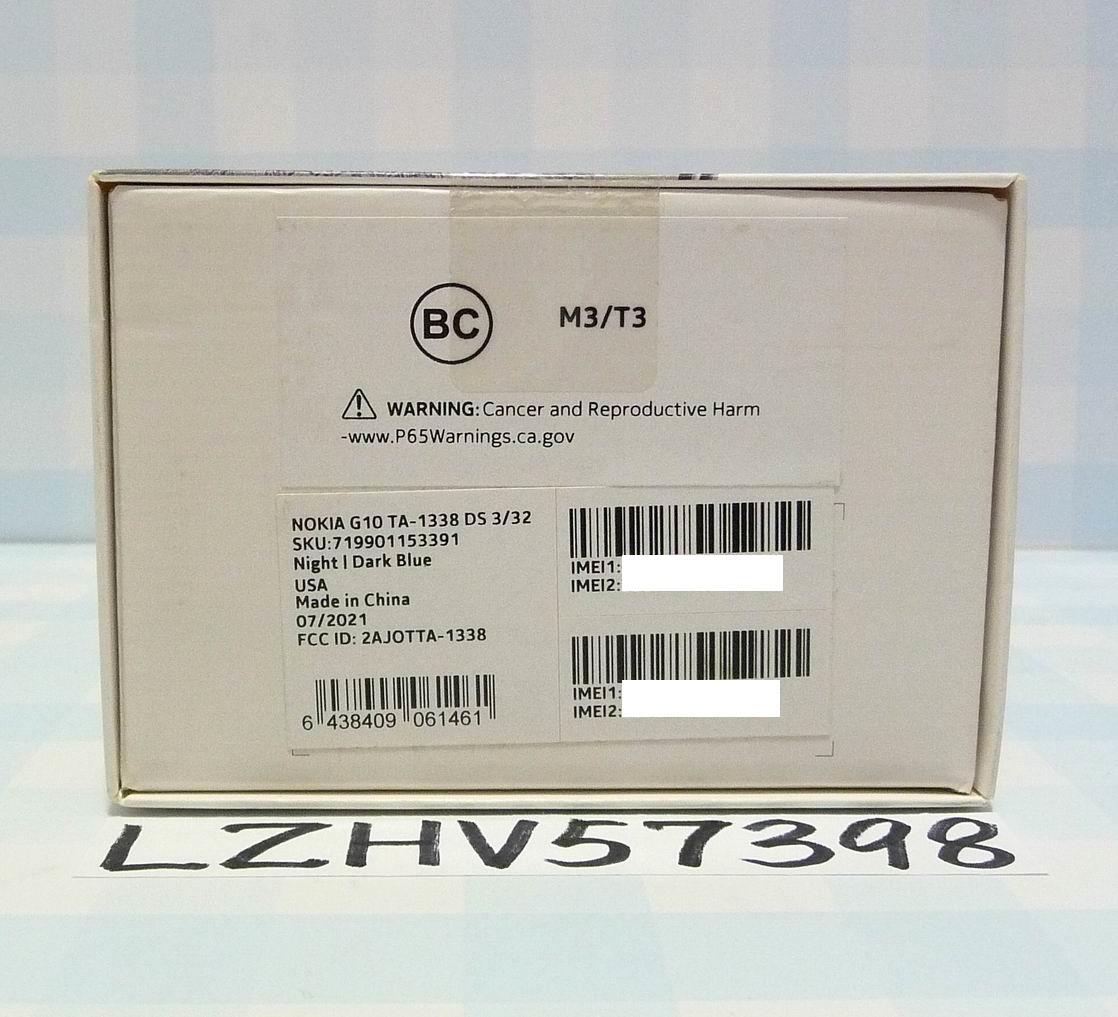 BC M3/T3
WARNING: Cancer and Reproductive Harm
-www.P65Warnings.ca.gov
NOKIA G10 TA-1338 DS 3/32
SKU:719901153391
Night | Dark Blue
USA
Made in China
07/2021
FCC ID: 2AJOTTA-1338
6 438409 061461
IMEI1:
IMEI2:
IMEI1:
IMEI2:
LZHV57398